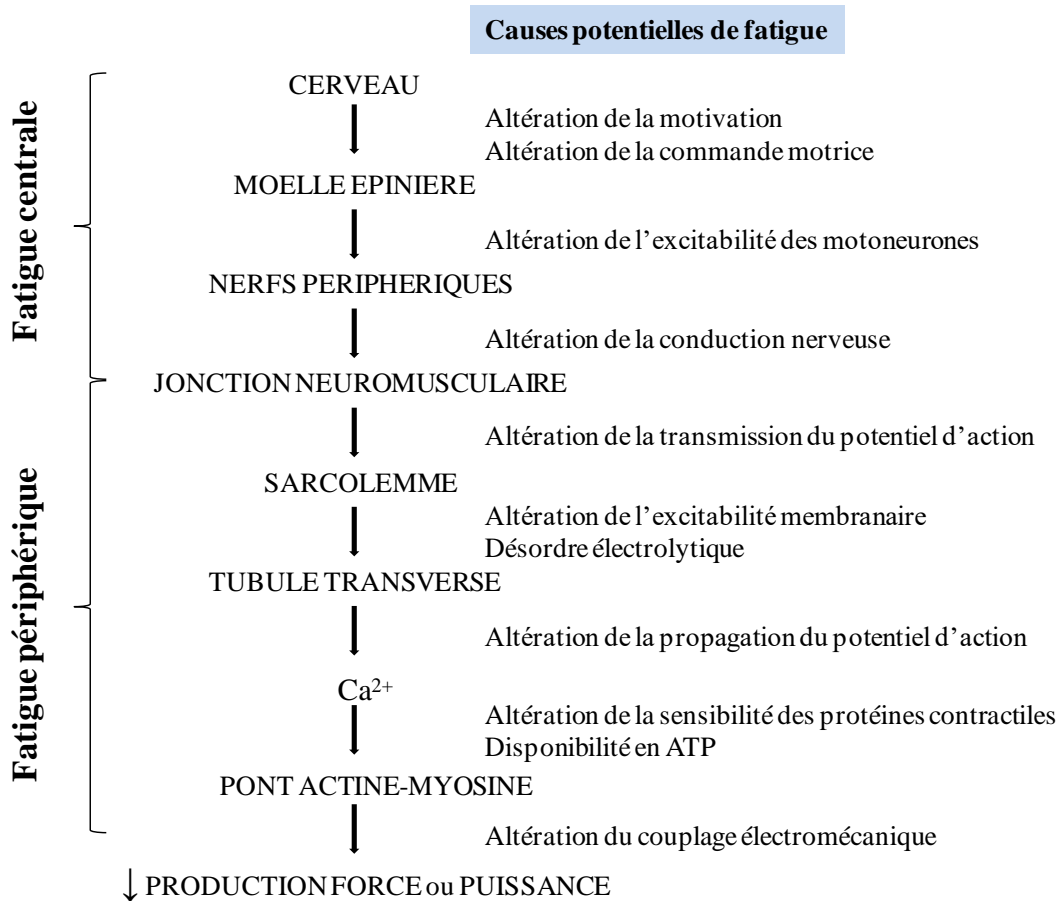 Causes potentielles de fatigue
Fatigue centrale
CERVEAU
Altération de la motivation
Altération de la commande motrice
MOELLE EPINIERE
Altération de l'excitabilité des motoneurones
NERFS PERIPHERIQUES
Altération de la conduction nerveuse
JONCTION NEUROMUSCULAIRE
Fatigue périphérique
Altération de la transmission du potentiel d'action
SARCOLEMME
Altération de l'excitabilité membranaire
Désordre électrolytique
TUBULE TRANSVERSE
Altération de la propagation du potentiel d'action
Ca²⁺
Altération de la sensibilité des protéines contractiles
Disponibilité en ATP
PONT ACTINE-MYOSINE
Altération du couplage électromécanique
↓ PRODUCTION FORCE ou PUISSANCE